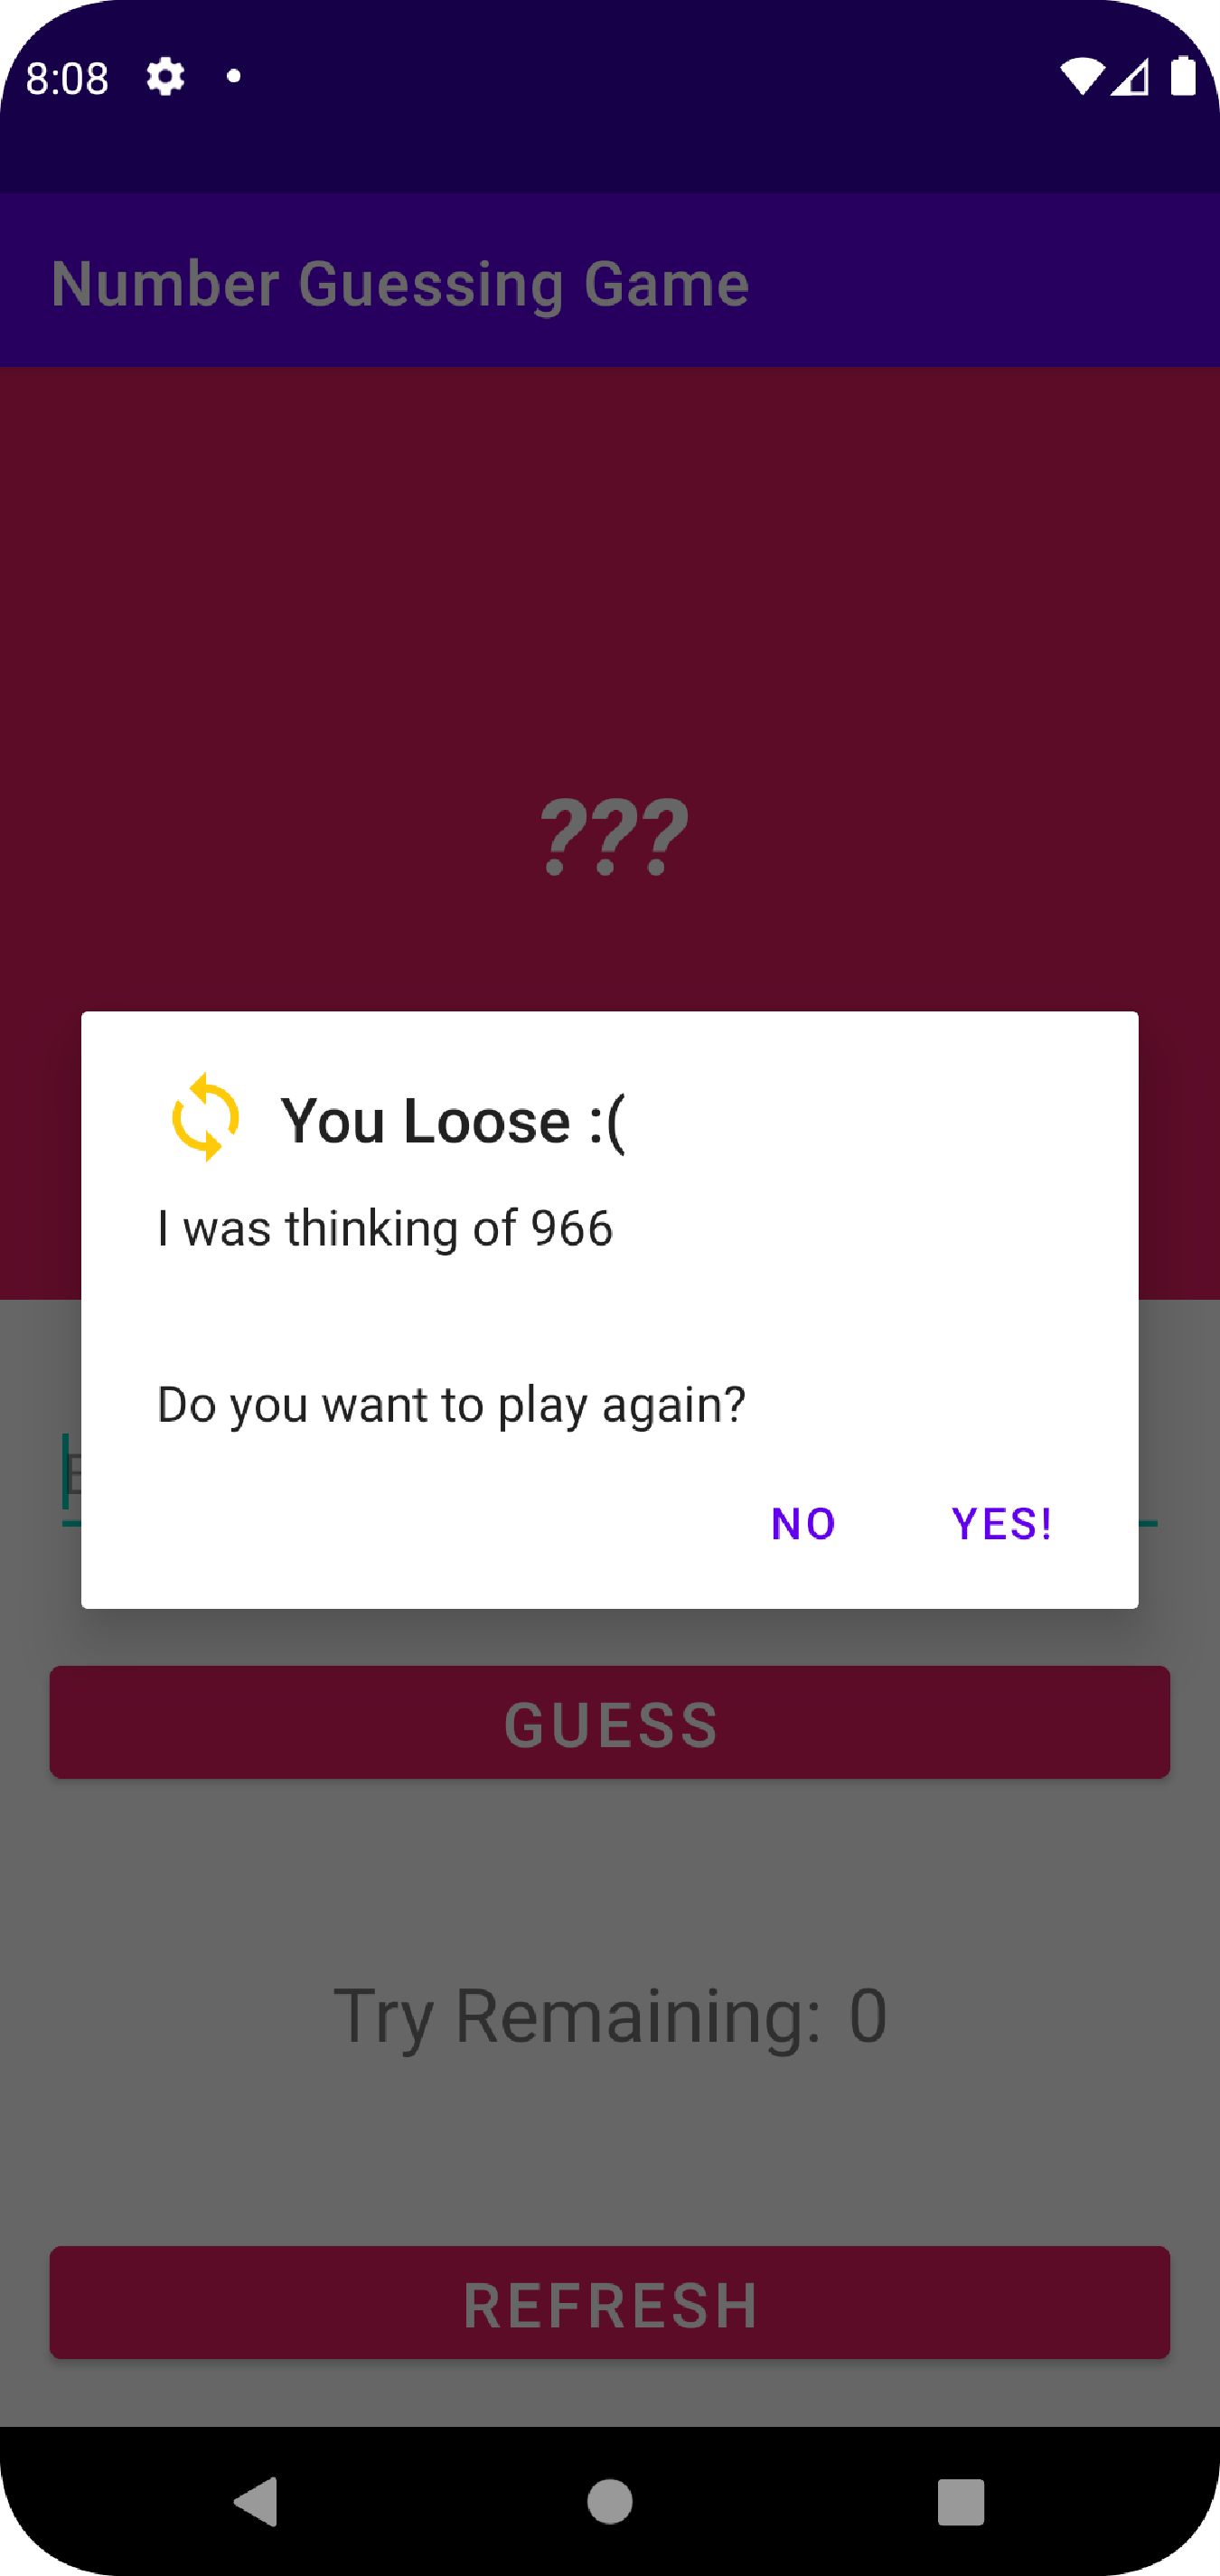 8:08
Number Guessing Game
???
You Loose :(
I was thinking of 966
Do you want to play again?
NO YES!
GUESS
Try Remaining: 0
REFRESH